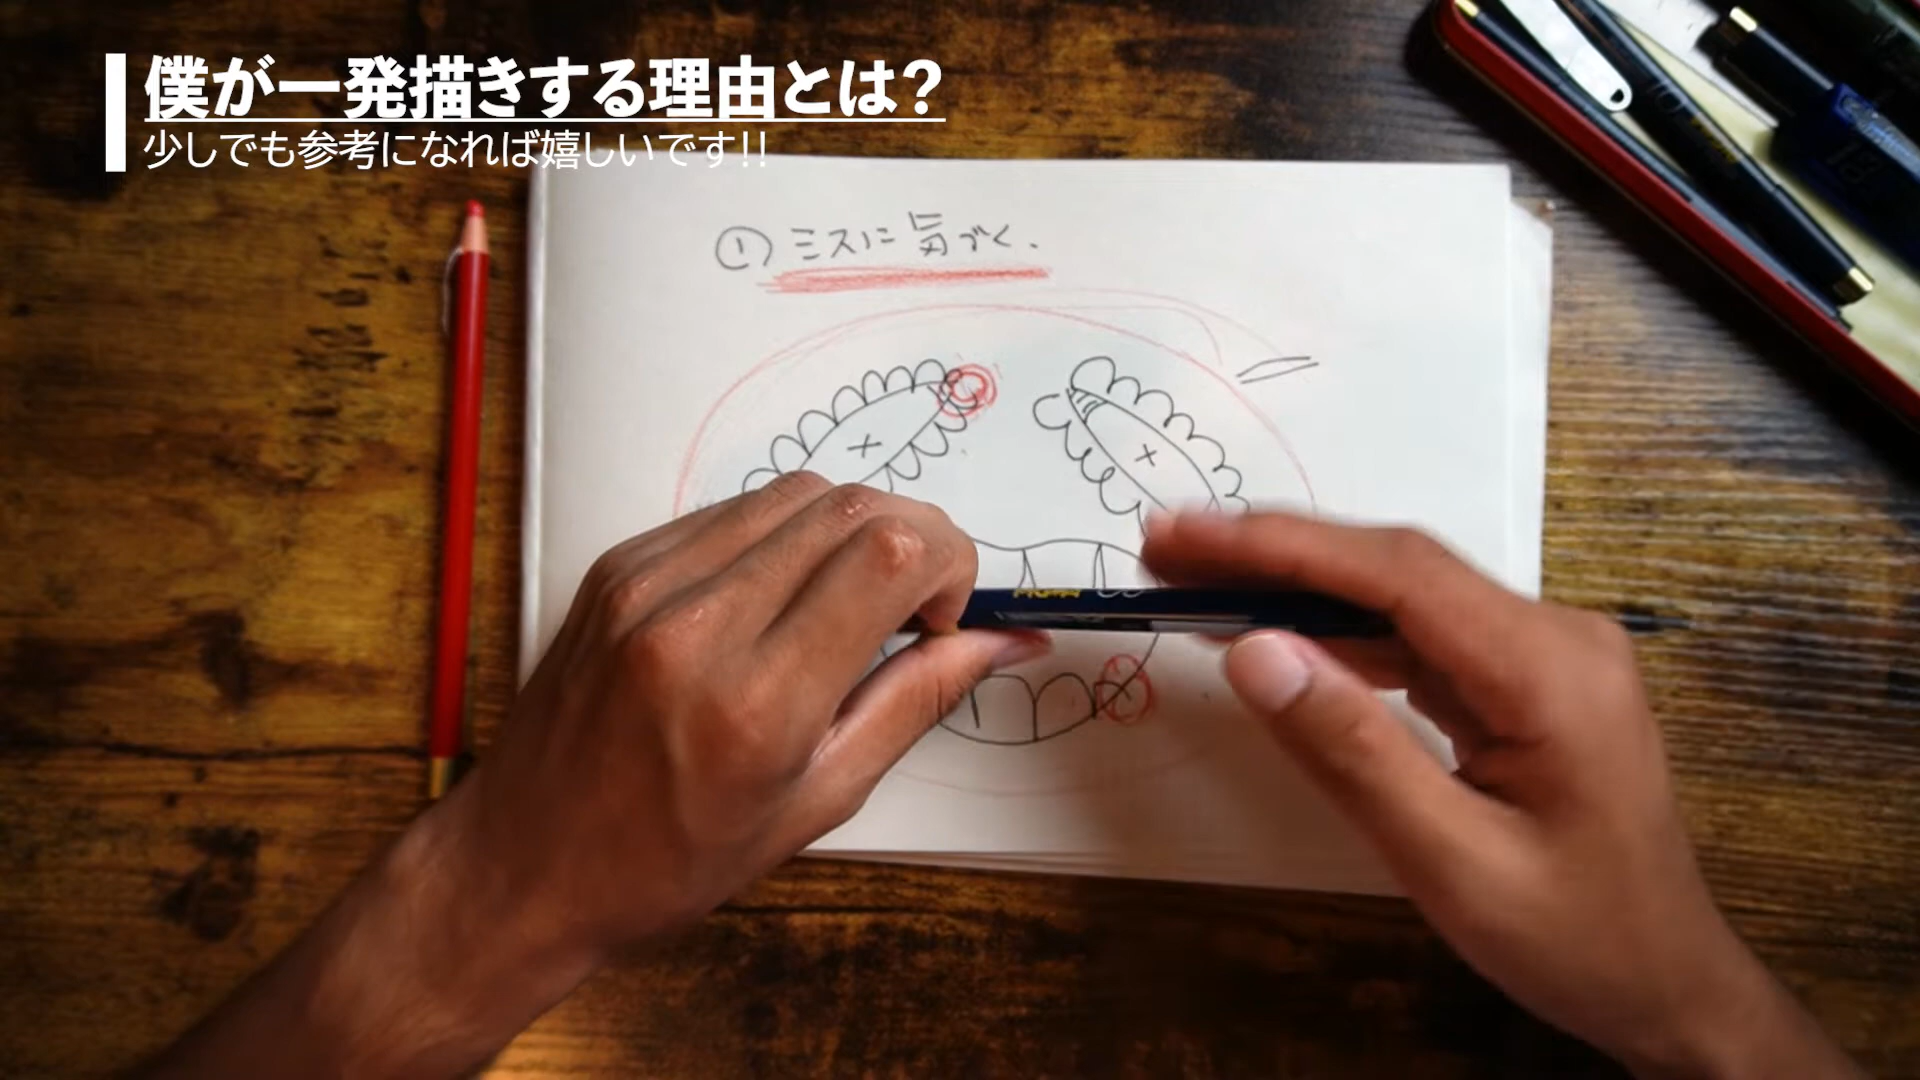 僕が一発描きする理由とは?
少しでも参考になれば嬉しいです!!
① ミスに気づく.